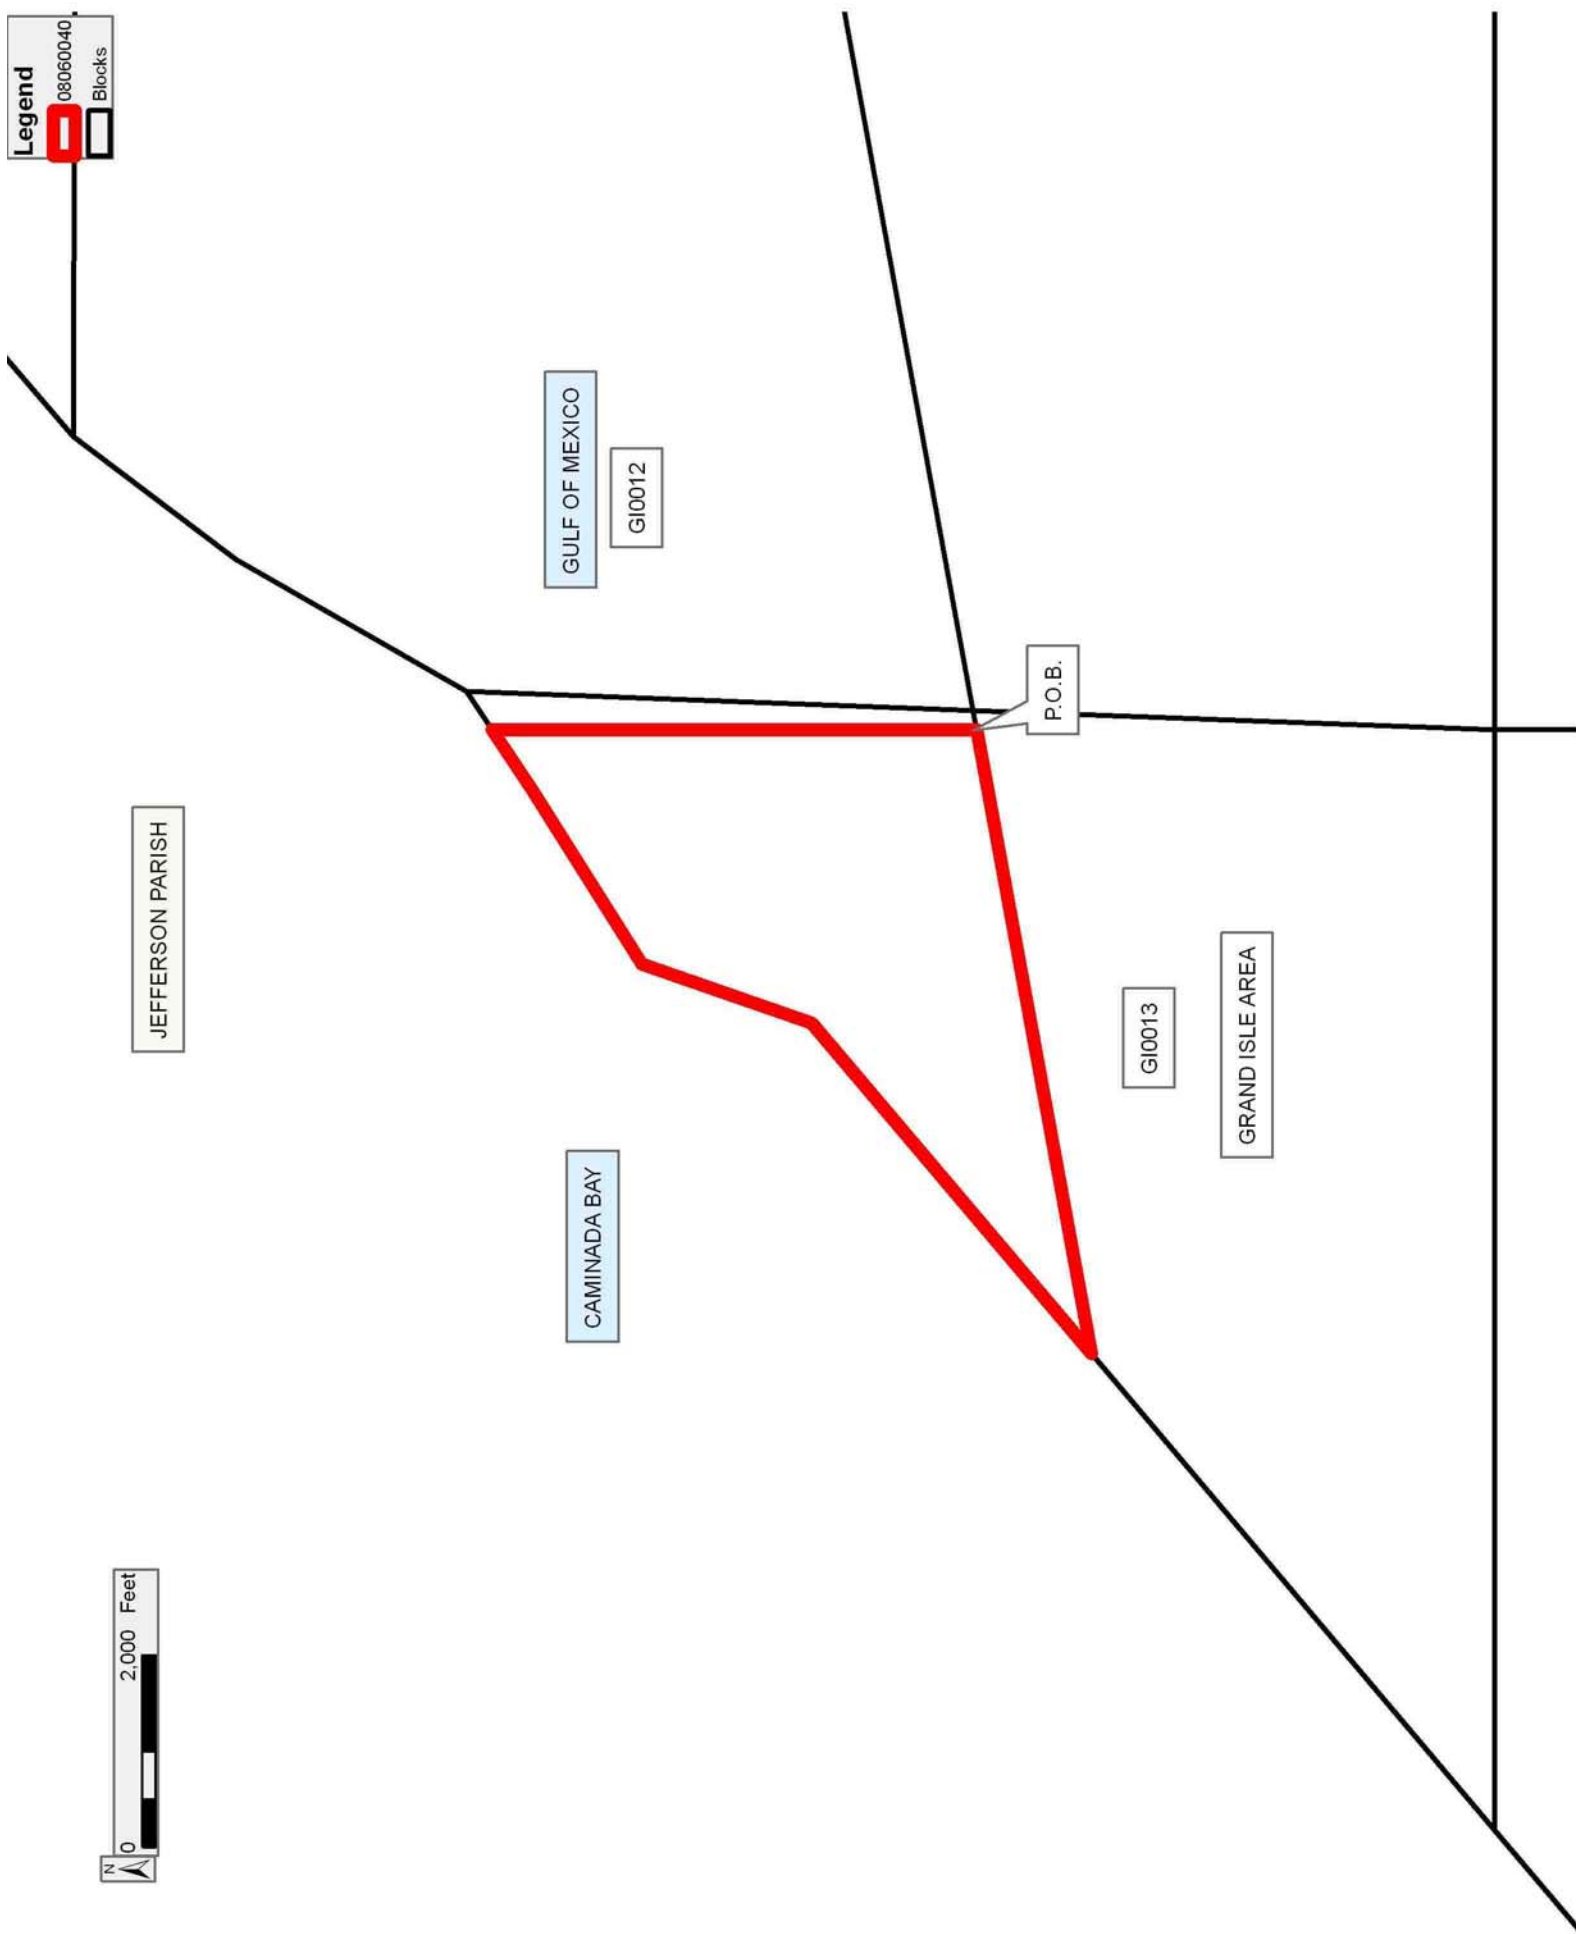 Legend
08060040
Blocks
JEFFERSON PARISH
GULF OF MEXICO
GI0012
CAMINADA BAY
P.O.B.
GI0013
GRAND ISLE AREA
N
0 2,000 Feet